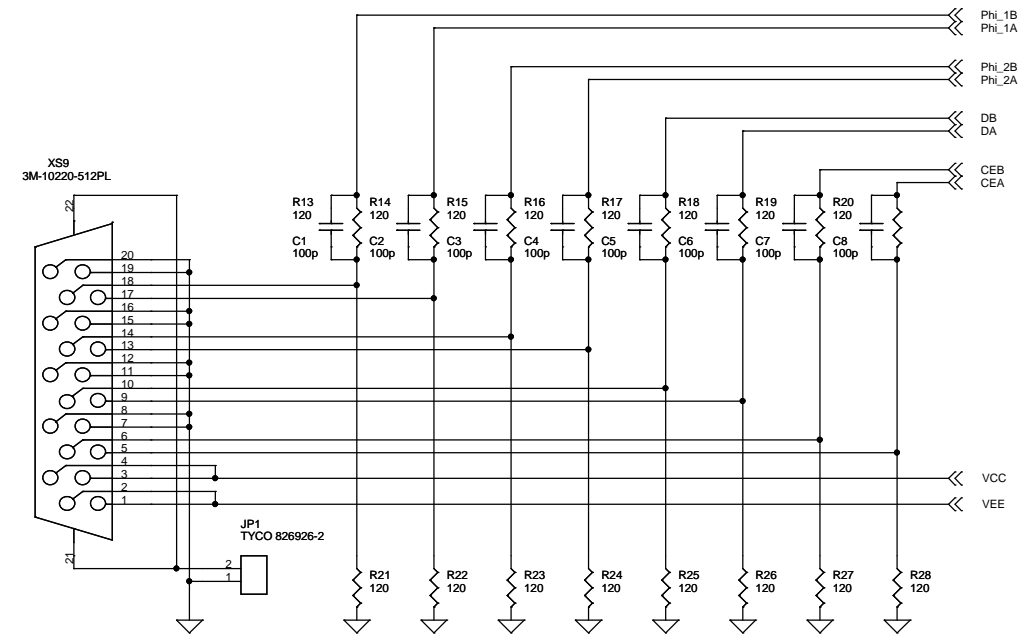 Phi_1B
Phi_1A
Phi_2B
Phi_2A
DB
DA
CEB
CEA
XS9
3M-10220-512PL
22
R13
120
C1
100p
R14
120
C2
100p
R15
120
C3
100p
R16
120
C4
100p
R17
120
C5
100p
R18
120
C6
100p
R19
120
C7
100p
R20
120
C8
100p
20
19
18
17
16
15
14
13
12
11
10
9
8
7
6
5
4
3
2
1
VCC
VEE
21
JP1
TYCO 826926-2
2
1
R21
120
R22
120
R23
120
R24
120
R25
120
R26
120
R27
120
R28
120